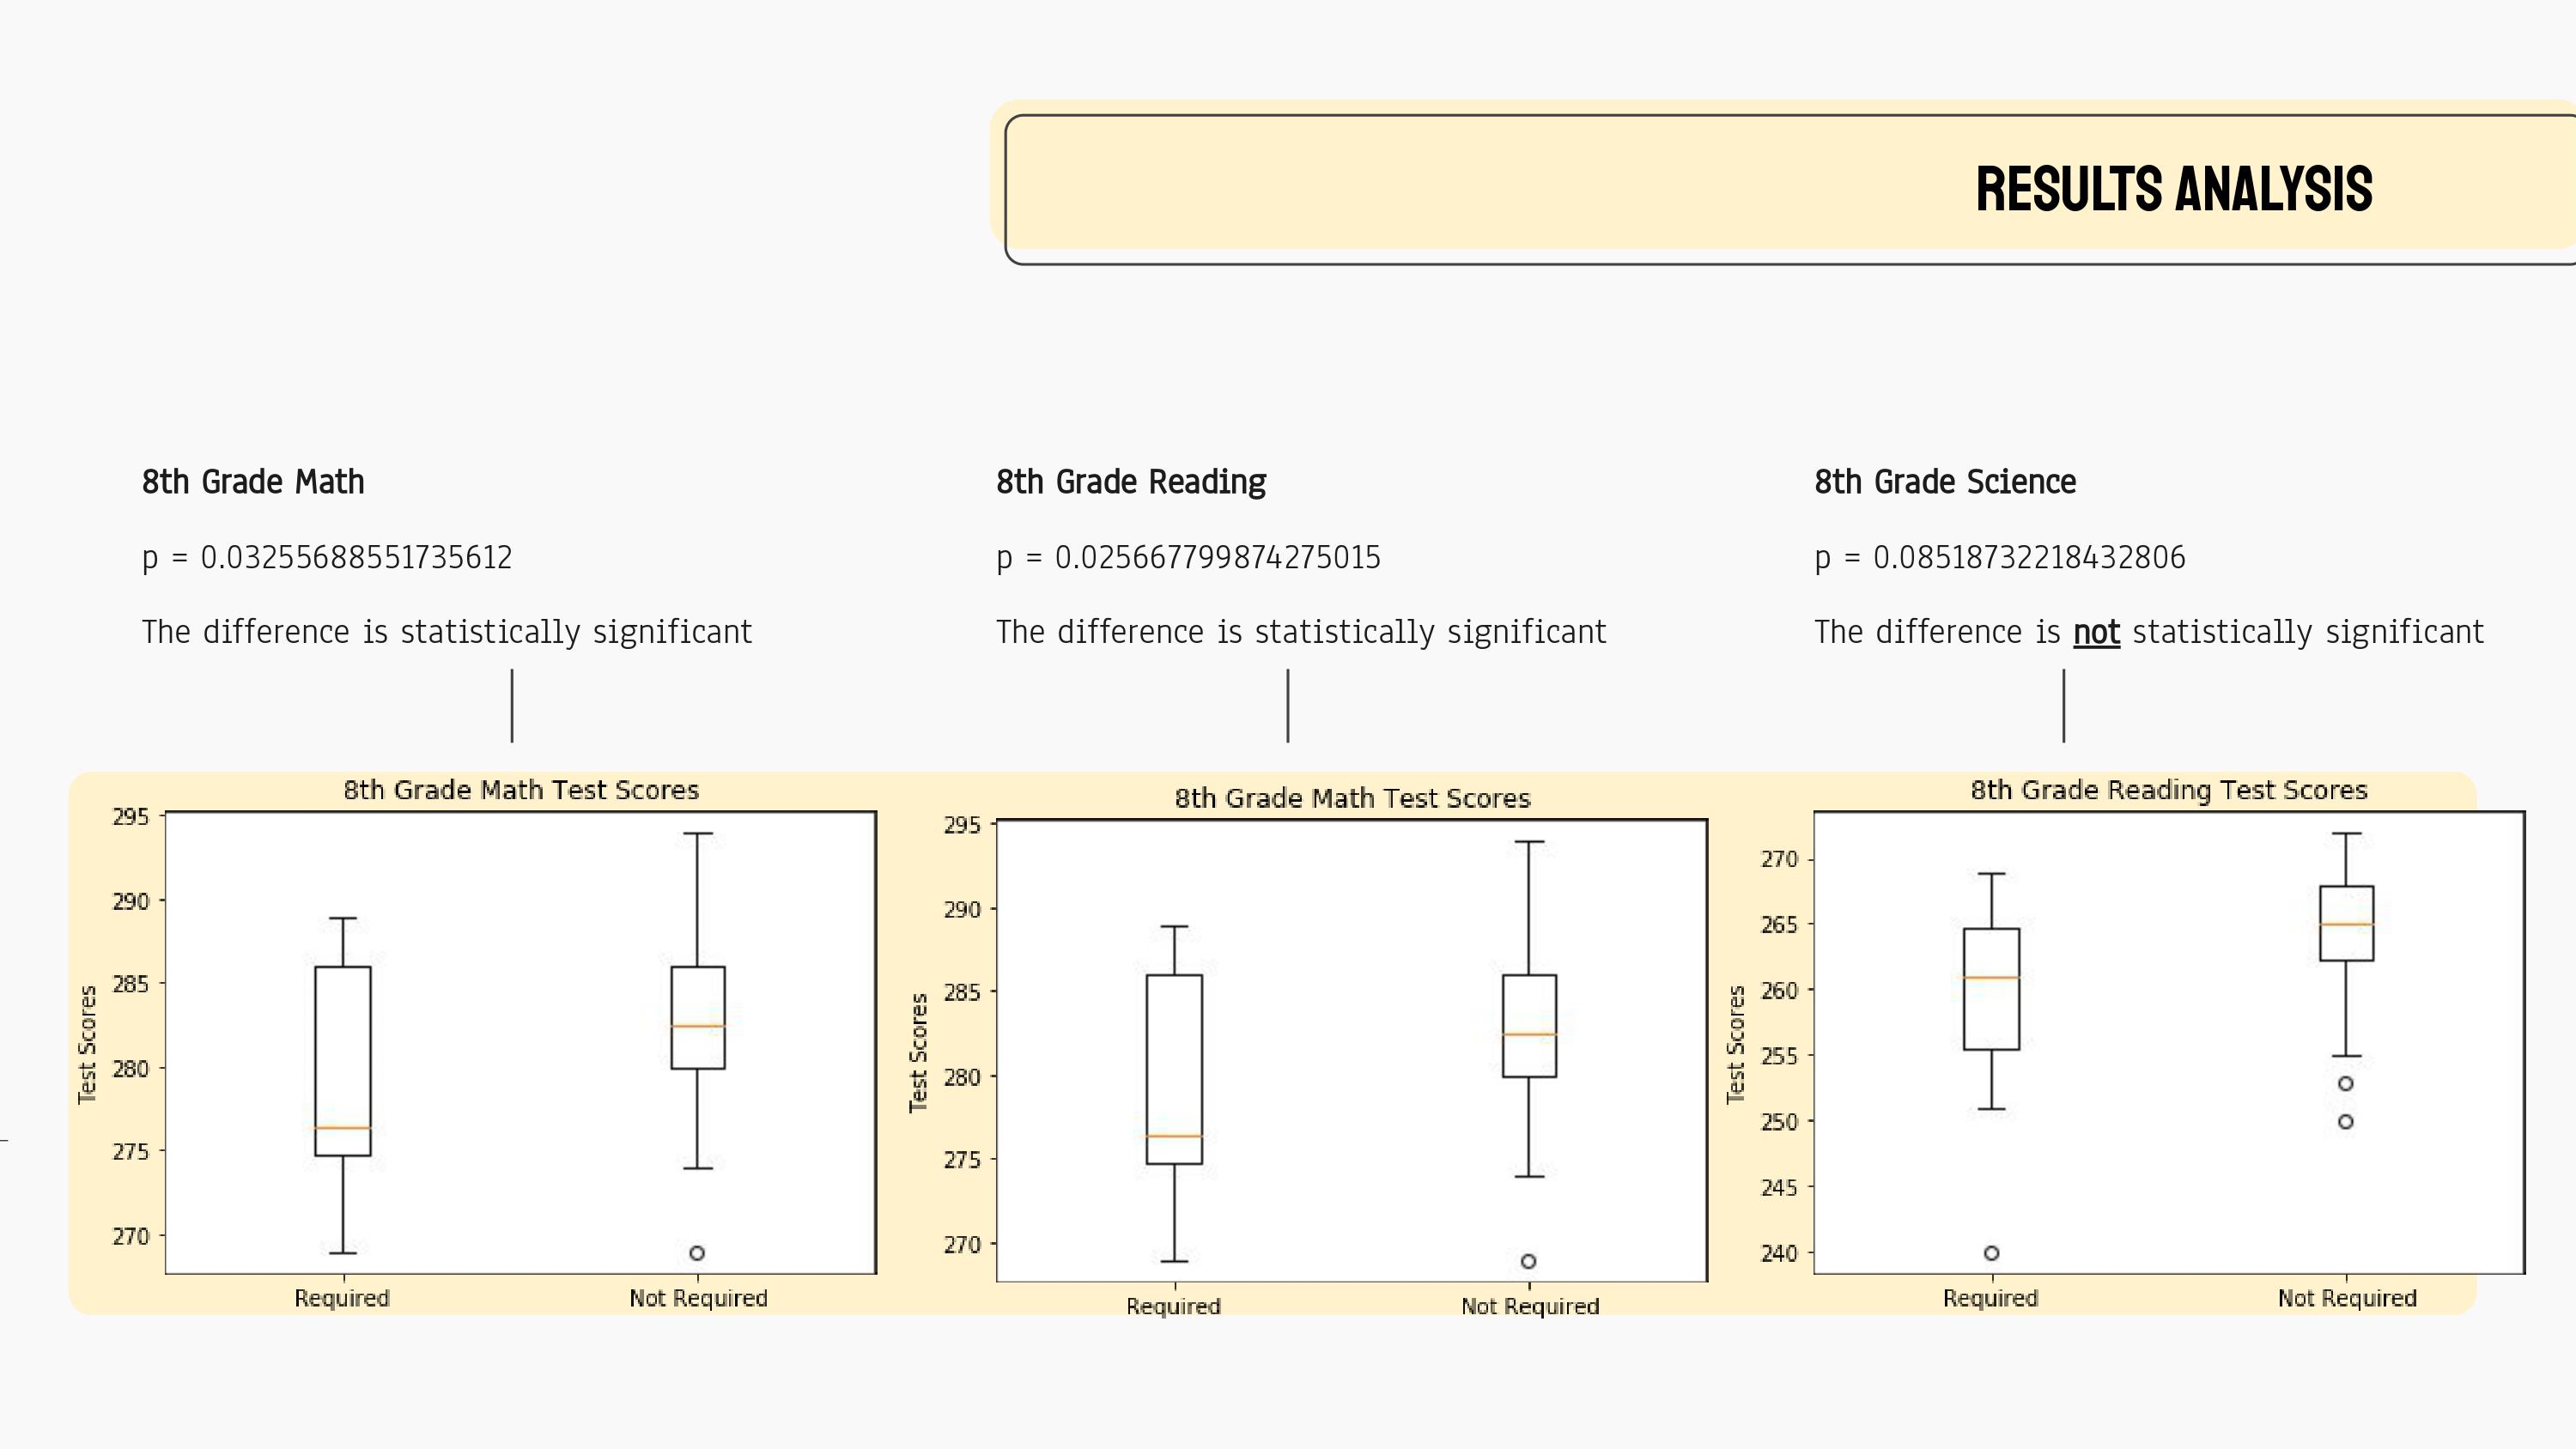 RESULTS ANALYSIS
8th Grade Math
p = 0.03255688551735612
The difference is statistically significant
8th Grade Reading
p = 0.025667799874275015
The difference is statistically significant
8th Grade Science
p = 0.08518732218432806
The difference is not statistically significant
8th Grade Math Test Scores
295
290
285
280
275
270
Test Scores
Required
Not Required
8th Grade Math Test Scores
295
290
285
280
275
270
Test Scores
Required
Not Required
8th Grade Reading Test Scores
270
265
260
255
250
245
240
Test Scores
Required
Not Required